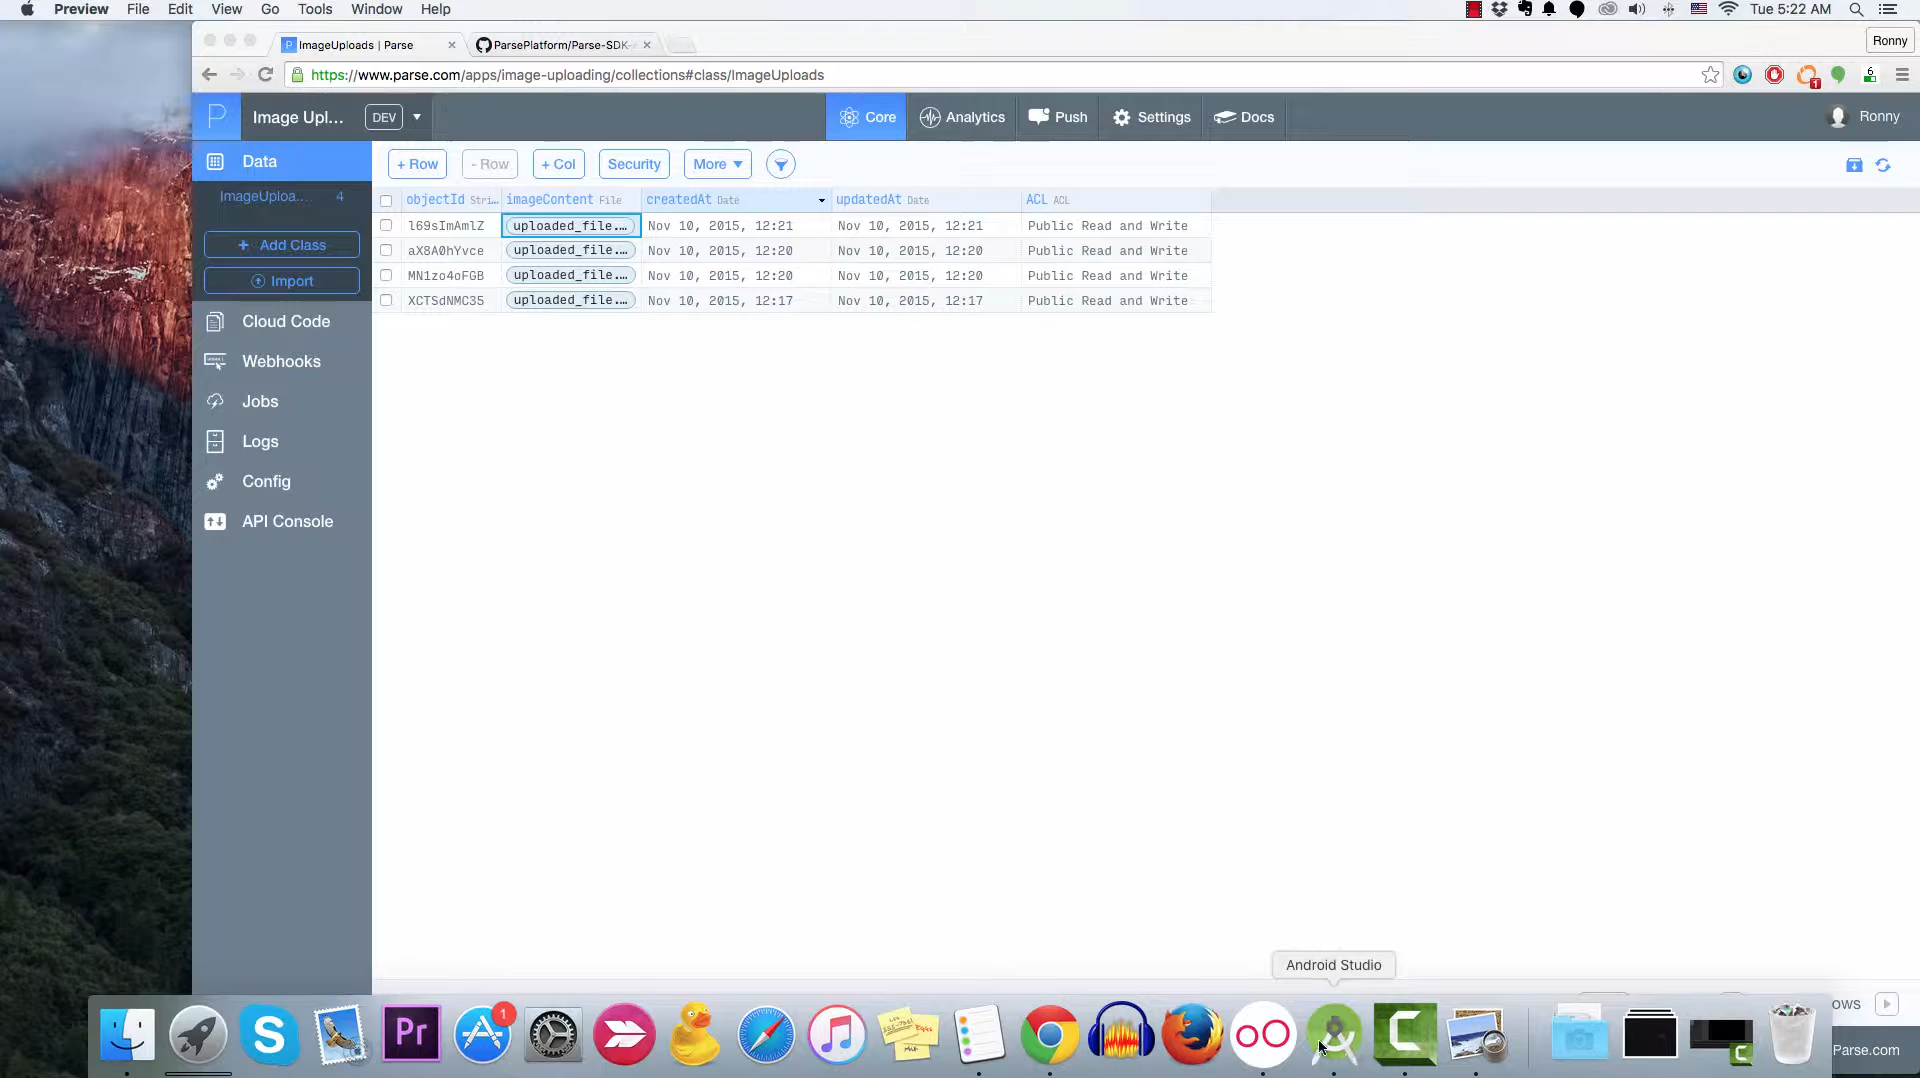 Preview File Edit View Go Tools Window Help Tue 5:22 AM
ImageUploads | Parse ParsePlatform/Parse-SDK- Ronny
https://www.parse.com/apps/image-uploading/collections#class/ImageUploads 1 6
P Image Upl... DEV Core Analytics Push Settings Docs Ronny
Data + Row - Row + Col Security More
ImageUploa... 4
objectId Stri... imageContent File createdAt Date updatedAt Date ACL ACL
l69sImAmlZ uploaded_file.… Nov 10, 2015, 12:21 Nov 10, 2015, 12:21 Public Read and Write
aX8A0hYvce uploaded_file.… Nov 10, 2015, 12:20 Nov 10, 2015, 12:20 Public Read and Write
MN1zo4oFGB uploaded_file.… Nov 10, 2015, 12:20 Nov 10, 2015, 12:20 Public Read and Write
XCTSdNMC35 uploaded_file.… Nov 10, 2015, 12:17 Nov 10, 2015, 12:17 Public Read and Write
+ Add Class
Import
Cloud Code
Webhooks
Jobs
Logs
Config
API Console
Android Studio
ows
S Pr 1 C
Parse.com